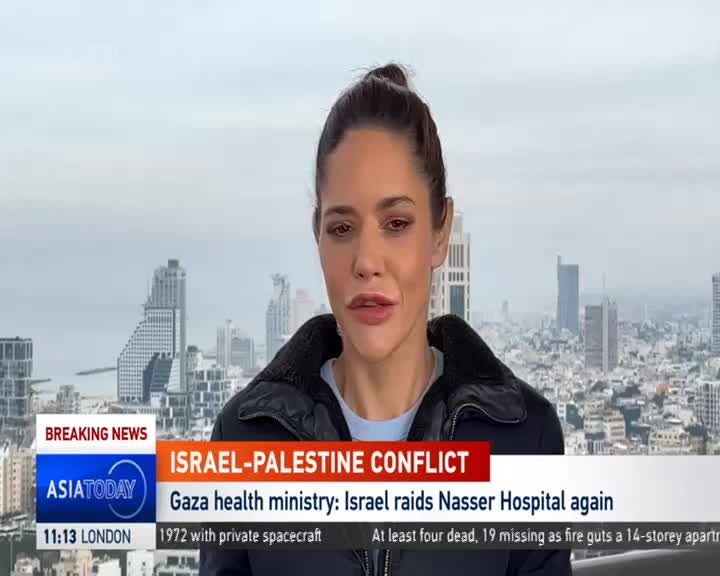 BREAKING NEWS
ISRAEL-PALESTINE CONFLICT
ASIATODAY
Gaza health ministry: Israel raids Nasser Hospital again
11:13 LONDON
1972 with private spacecraft
At least four dead, 19 missing as fire guts a 14-storey